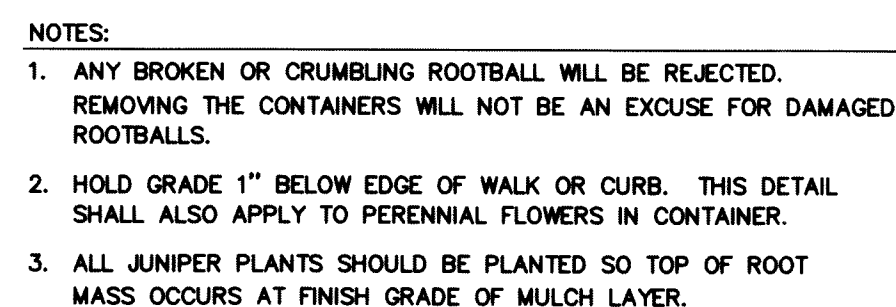 NOTES:
1. ANY BROKEN OR CRUMBLING ROOTBALL WILL BE REJECTED.
REMOVING THE CONTAINERS WILL NOT BE AN EXCUSE FOR DAMAGED
ROOTBALLS.
2. HOLD GRADE 1" BELOW EDGE OF WALK OR CURB. THIS DETAIL
SHALL ALSO APPLY TO PERENNIAL FLOWERS IN CONTAINER.
3. ALL JUNIPER PLANTS SHOULD BE PLANTED SO TOP OF ROOT
MASS OCCURS AT FINISH GRADE OF MULCH LAYER.